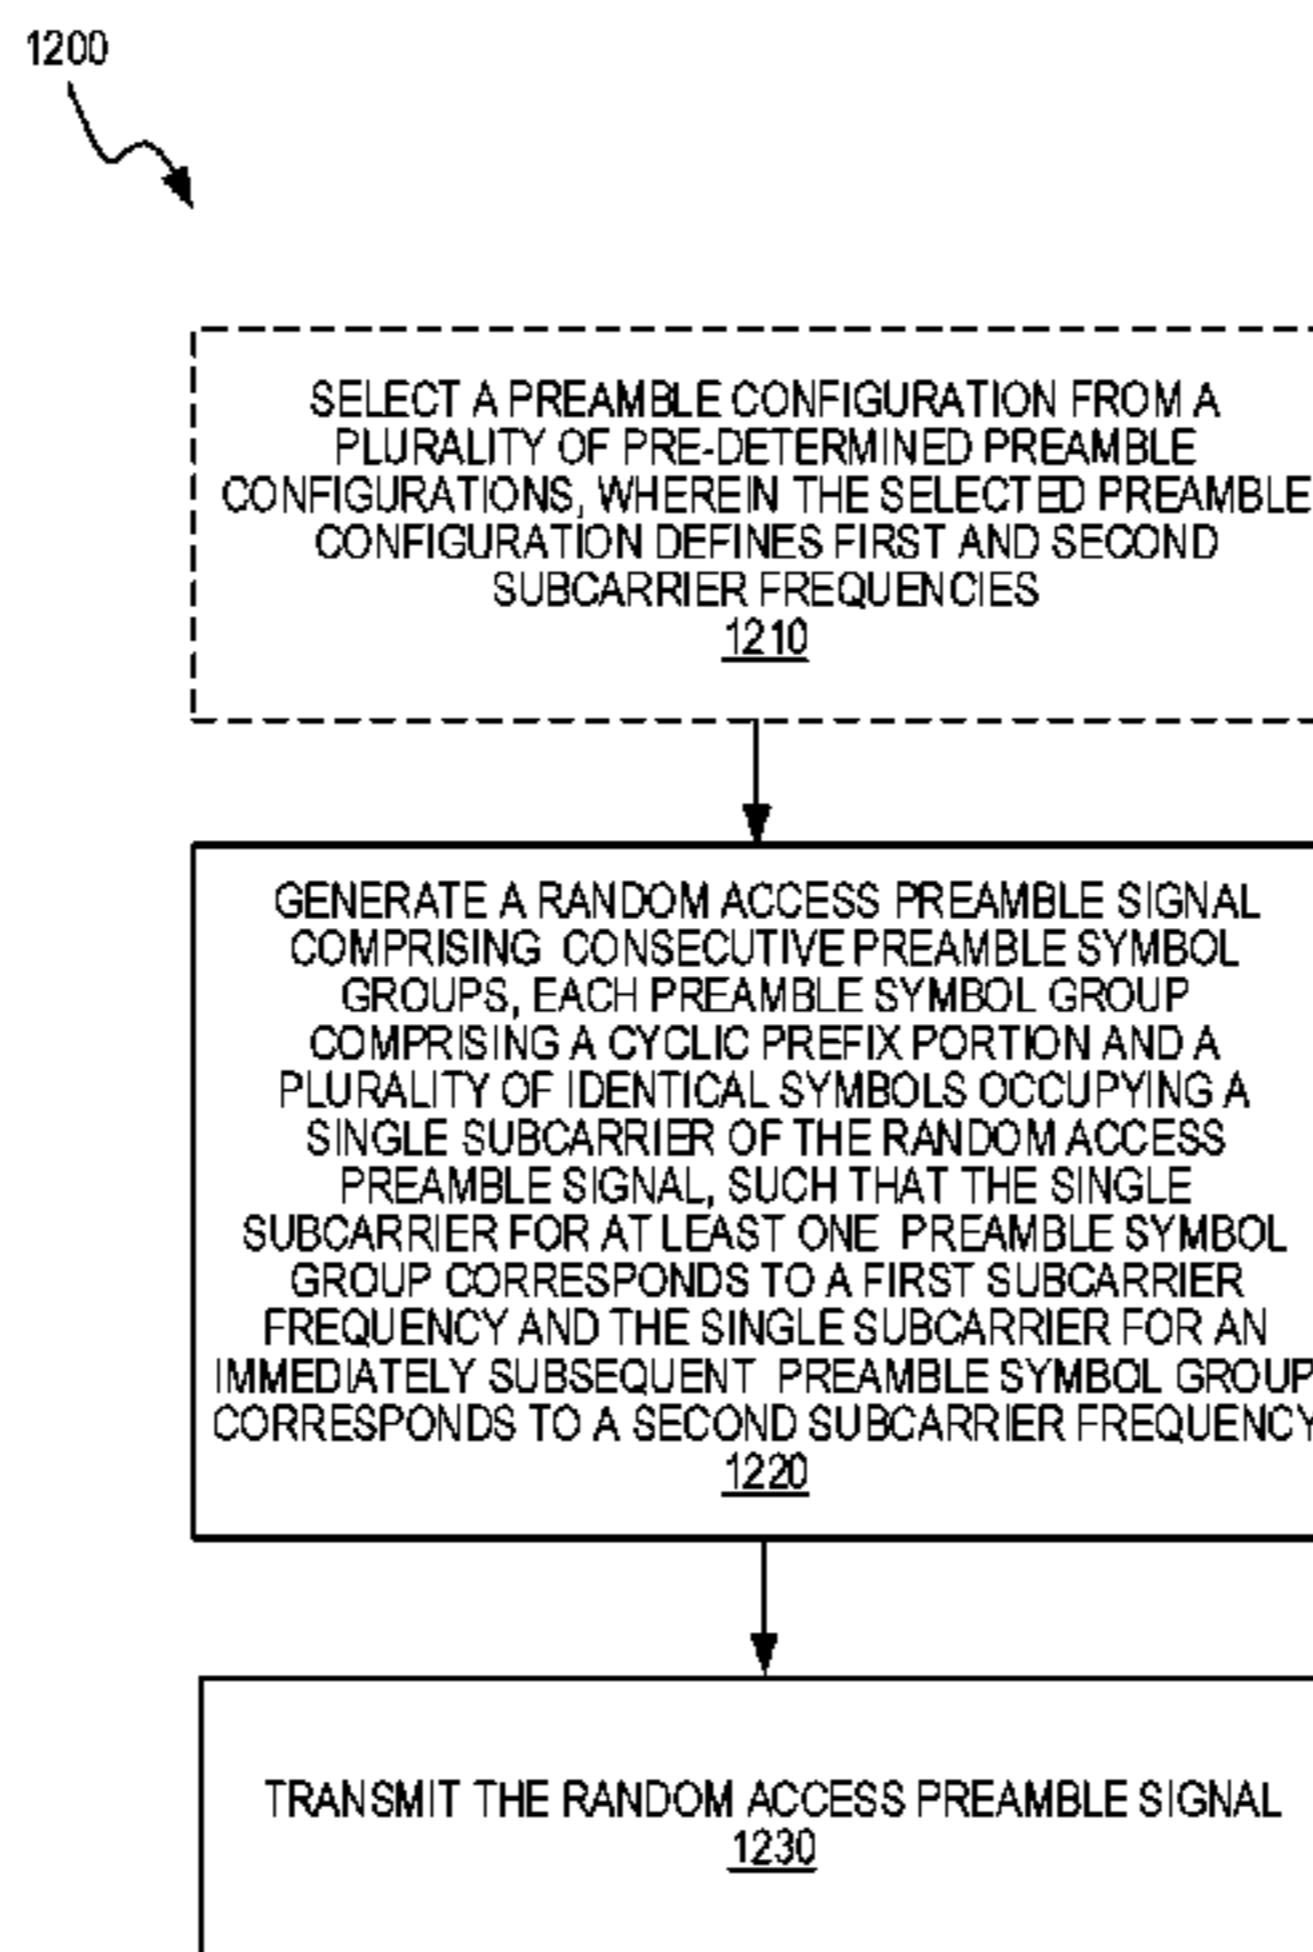 1200
SELECT A PREAMBLE CONFIGURATION FROM A
PLURALITY OF PRE-DETERMINED PREAMBLE
CONFIGURATIONS, WHEREIN THE SELECTED PREAMBLE
CONFIGURATION DEFINES FIRST AND SECOND
SUBCARRIER FREQUENCIES
1210
GENERATE A RANDOM ACCESS PREAMBLE SIGNAL
COMPRISING CONSECUTIVE PREAMBLE SYMBOL
GROUPS, EACH PREAMBLE SYMBOL GROUP
COMPRISING A CYCLIC PREFIX PORTION AND A
PLURALITY OF IDENTICAL SYMBOLS OCCUPYING A
SINGLE SUBCARRIER OF THE RANDOM ACCESS
PREAMBLE SIGNAL, SUCH THAT THE SINGLE
SUBCARRIER FOR AT LEAST ONE PREAMBLE SYMBOL
GROUP CORRESPONDS TO A FIRST SUBCARRIER
FREQUENCY AND THE SINGLE SUBCARRIER FOR AN
IMMEDIATELY SUBSEQUENT PREAMBLE SYMBOL GROUP
CORRESPONDS TO A SECOND SUBCARRIER FREQUENCY
1220
TRANSMIT THE RANDOM ACCESS PREAMBLE SIGNAL
1230